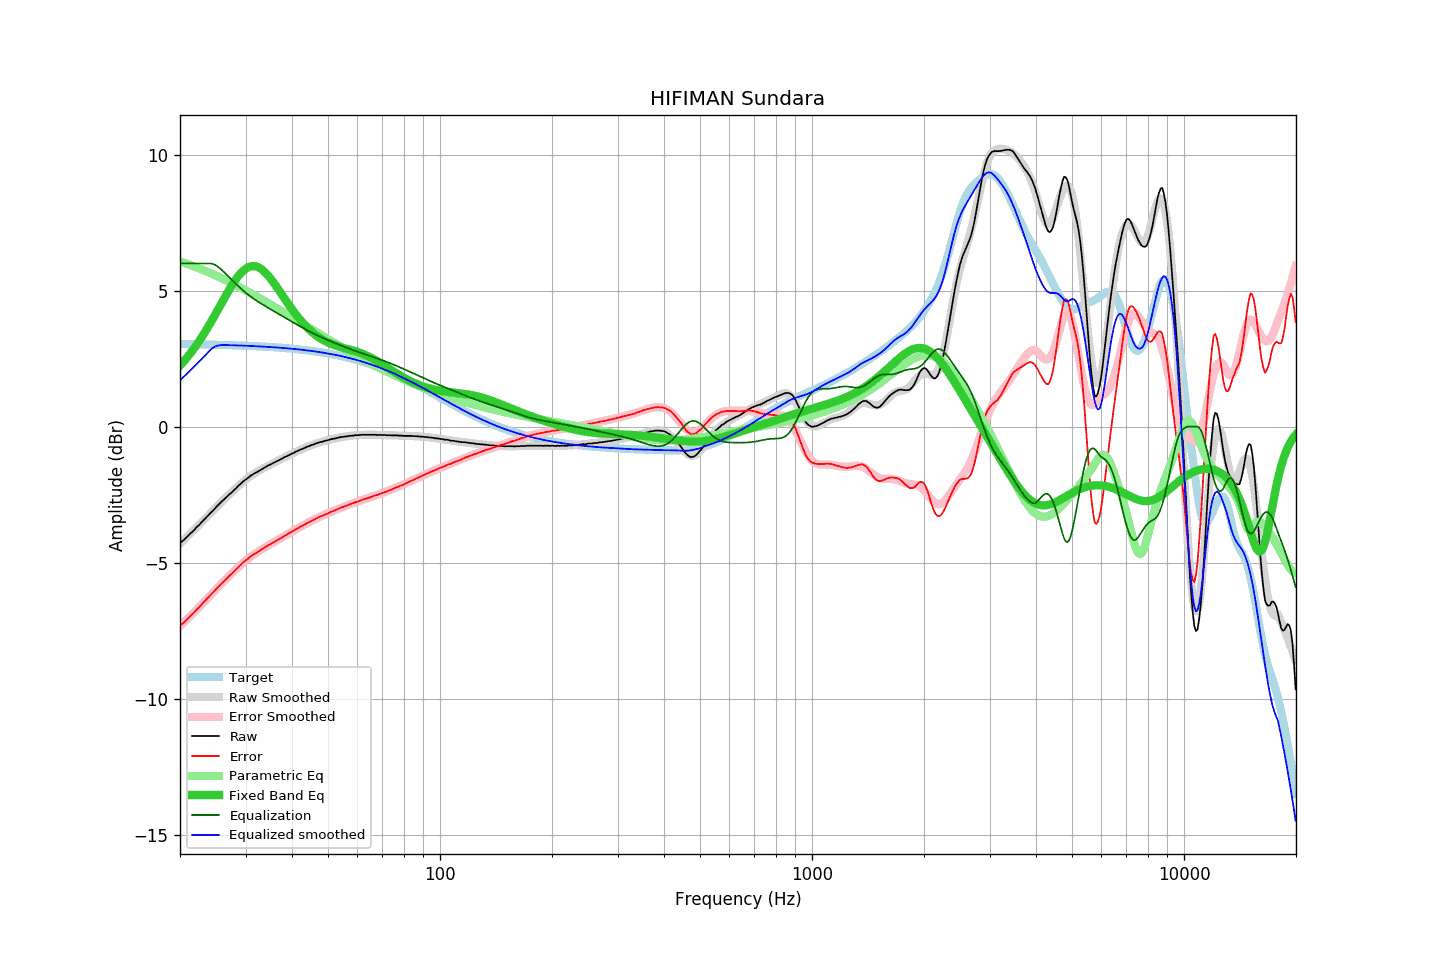 HIFIMAN Sundara
Amplitude (dBr)
10
5
0
−5
−10
−15
Target
Raw Smoothed
Error Smoothed
Raw
Error
Parametric Eq
Fixed Band Eq
Equalization
Equalized smoothed
100
1000
10000
Frequency (Hz)